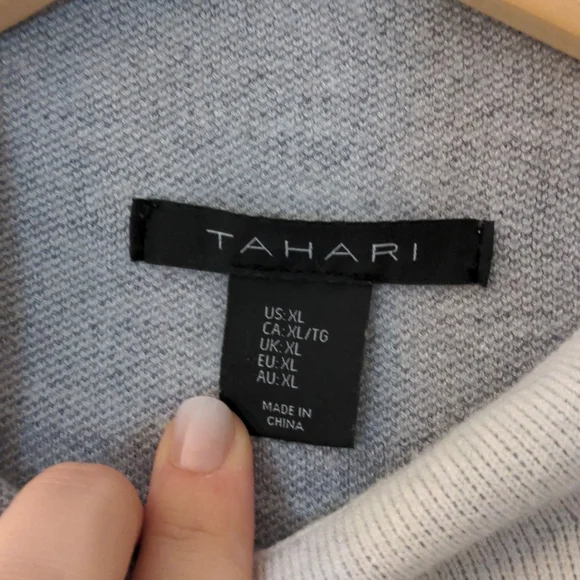 TAHARI
US: XL
CA: XL/TG
UK: XL
EU: XL
AU: XL
MADE IN
CHINA